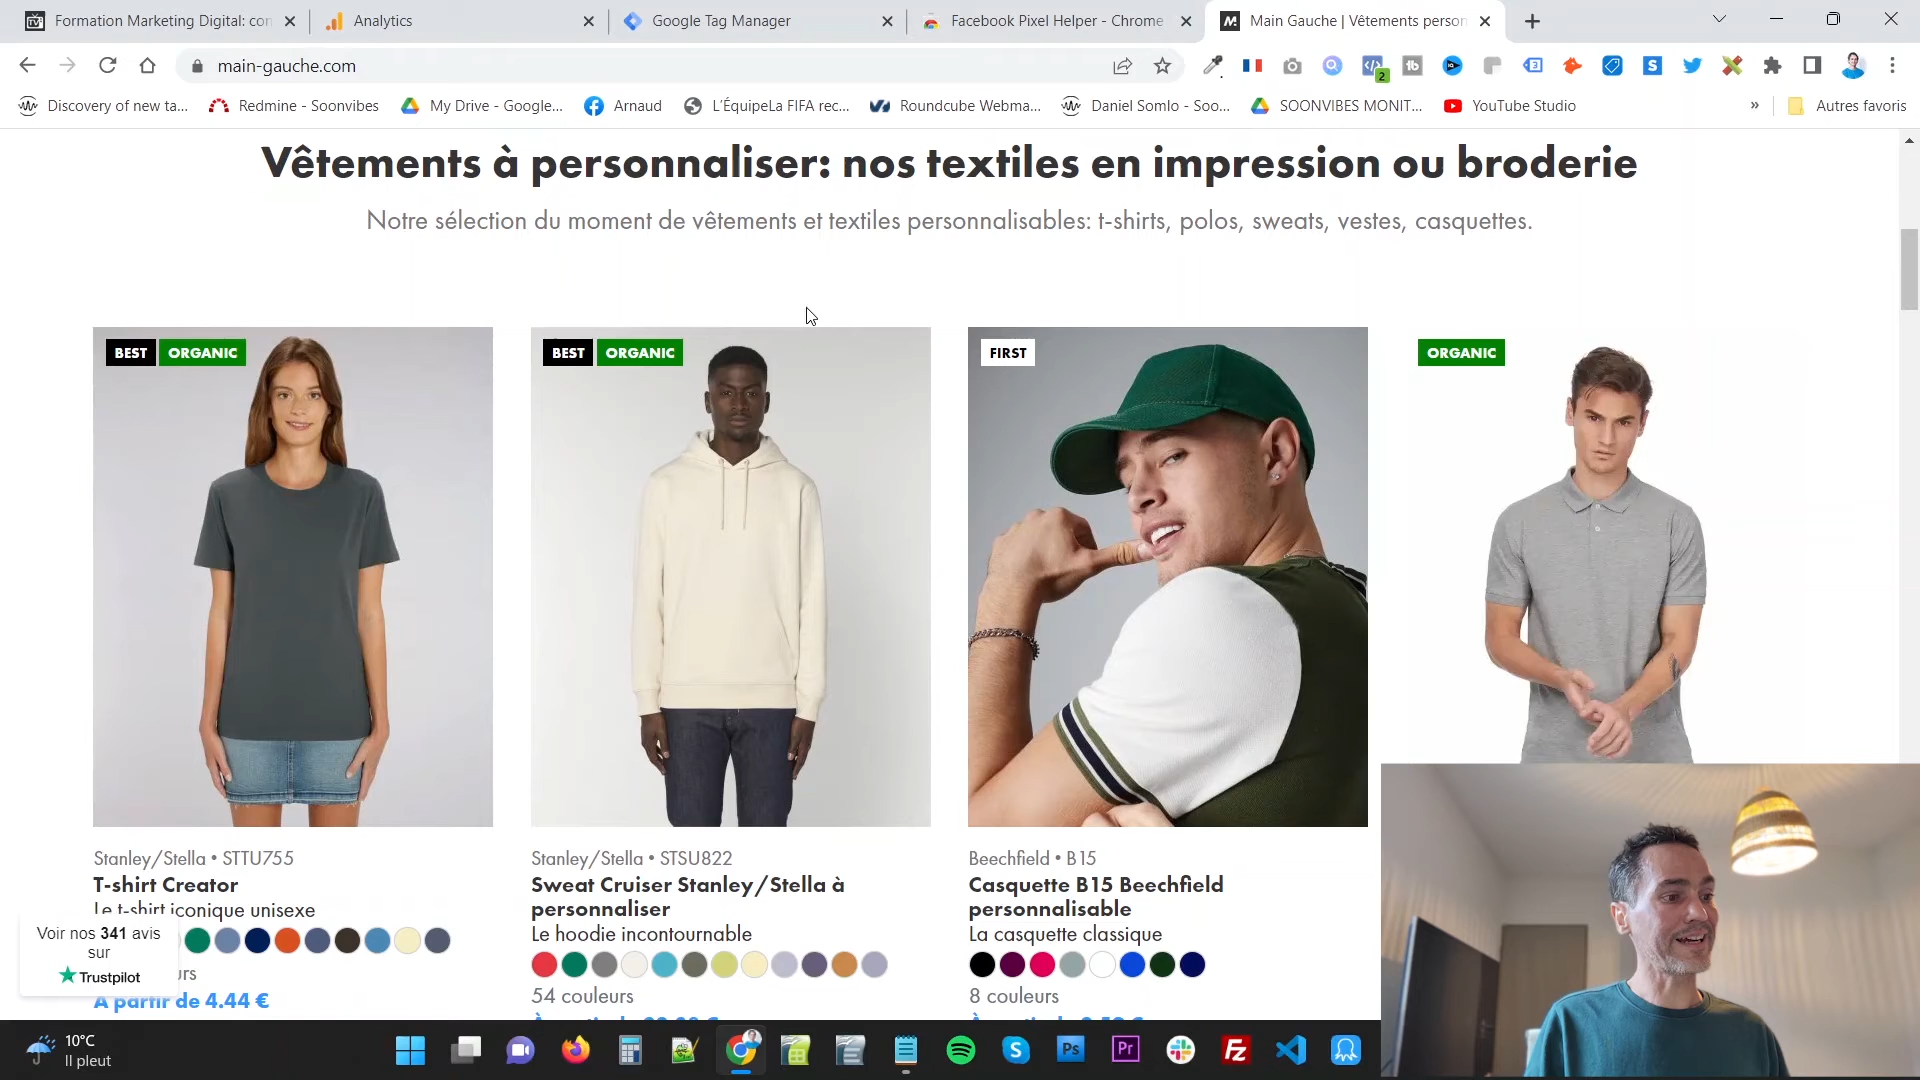 Formation Marketing Digital: con
Analytics
Google Tag Manager
Facebook Pixel Helper - Chrome
Main Gauche | Vêtements person
main-gauche.com
2
Discovery of new ta...
Redmine - Soonvibes
My Drive - Google...
Arnaud
L'ÉquipeLa FIFA rec...
Roundcube Webma...
Daniel Somlo - Soo...
SOONVIBES MONIT...
YouTube Studio
»
Autres favoris
Vêtements à personnaliser: nos textiles en impression ou broderie
Notre sélection du moment de vêtements et textiles personnalisables: t-shirts, polos, sweats, vestes, casquettes.
BEST ORGANIC
BEST ORGANIC
FIRST
ORGANIC
Stanley/Stella • STTU755
T-shirt Creator
Le t-shirt iconique unisexe
À partir de 4.44 €
Stanley/Stella • STSU822
Sweat Cruiser Stanley/Stella à
personnaliser
Le hoodie incontournable
54 couleurs
Beechfield • B15
Casquette B15 Beechfield
personnalisable
La casquette classique
8 couleurs
Voir nos 341 avis
sur
Trustpilot
10°C
Il pleut